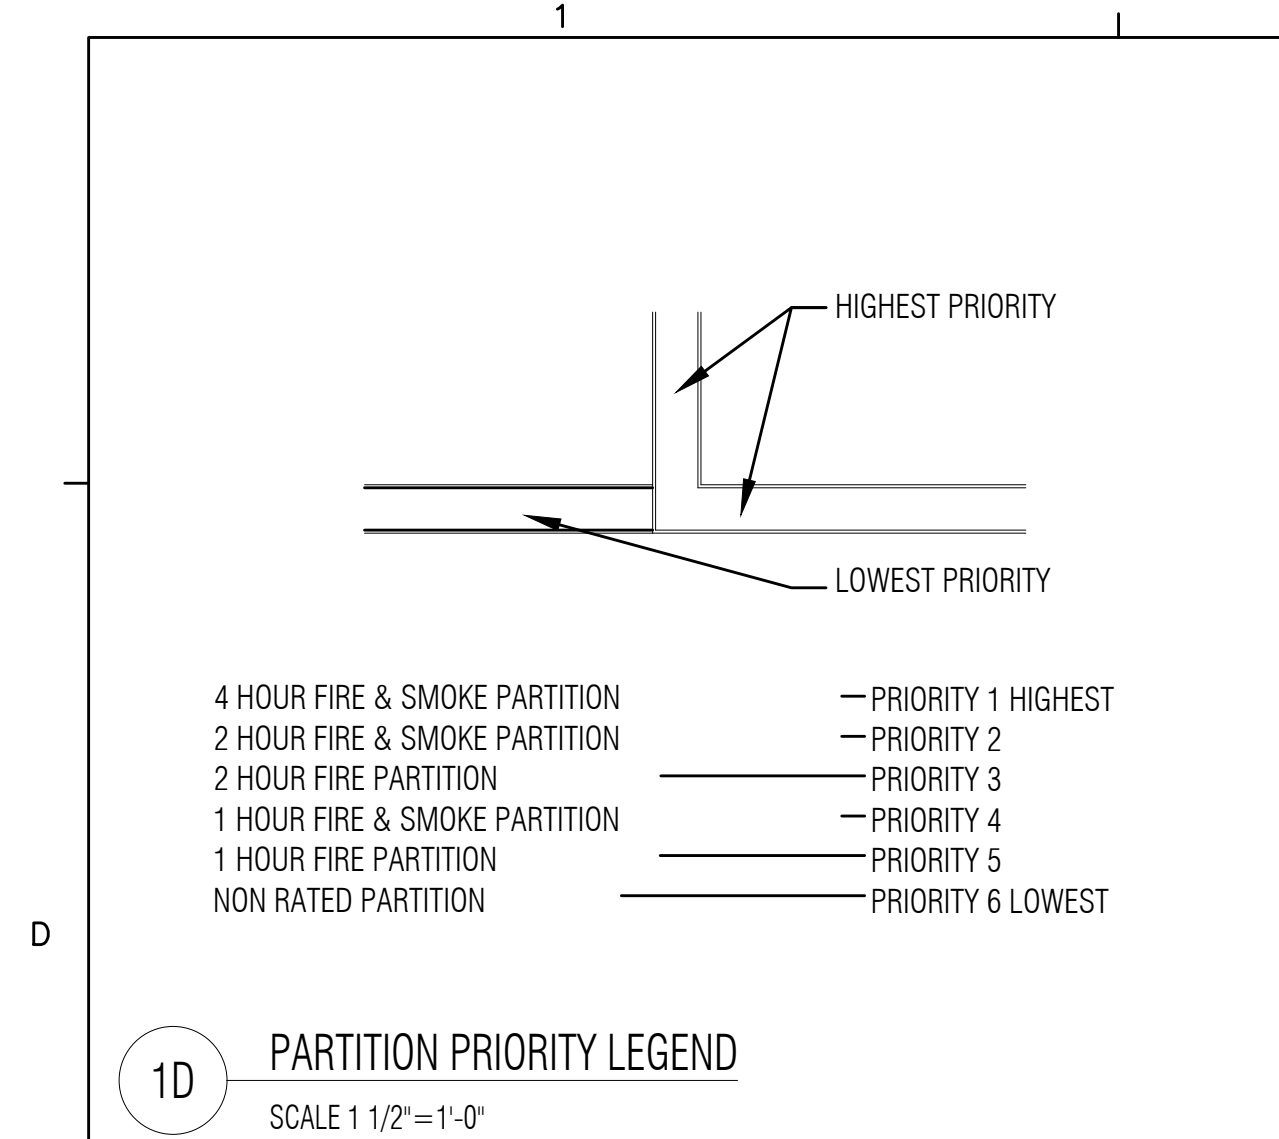 1
HIGHEST PRIORITY
LOWEST PRIORITY
4 HOUR FIRE & SMOKE PARTITION PRIORITY 1 HIGHEST
2 HOUR FIRE & SMOKE PARTITION PRIORITY 2
2 HOUR FIRE PARTITION PRIORITY 3
1 HOUR FIRE & SMOKE PARTITION PRIORITY 4
1 HOUR FIRE PARTITION PRIORITY 5
NON RATED PARTITION PRIORITY 6 LOWEST
D
1D PARTITION PRIORITY LEGEND
SCALE 1 1/2"=1'-0"